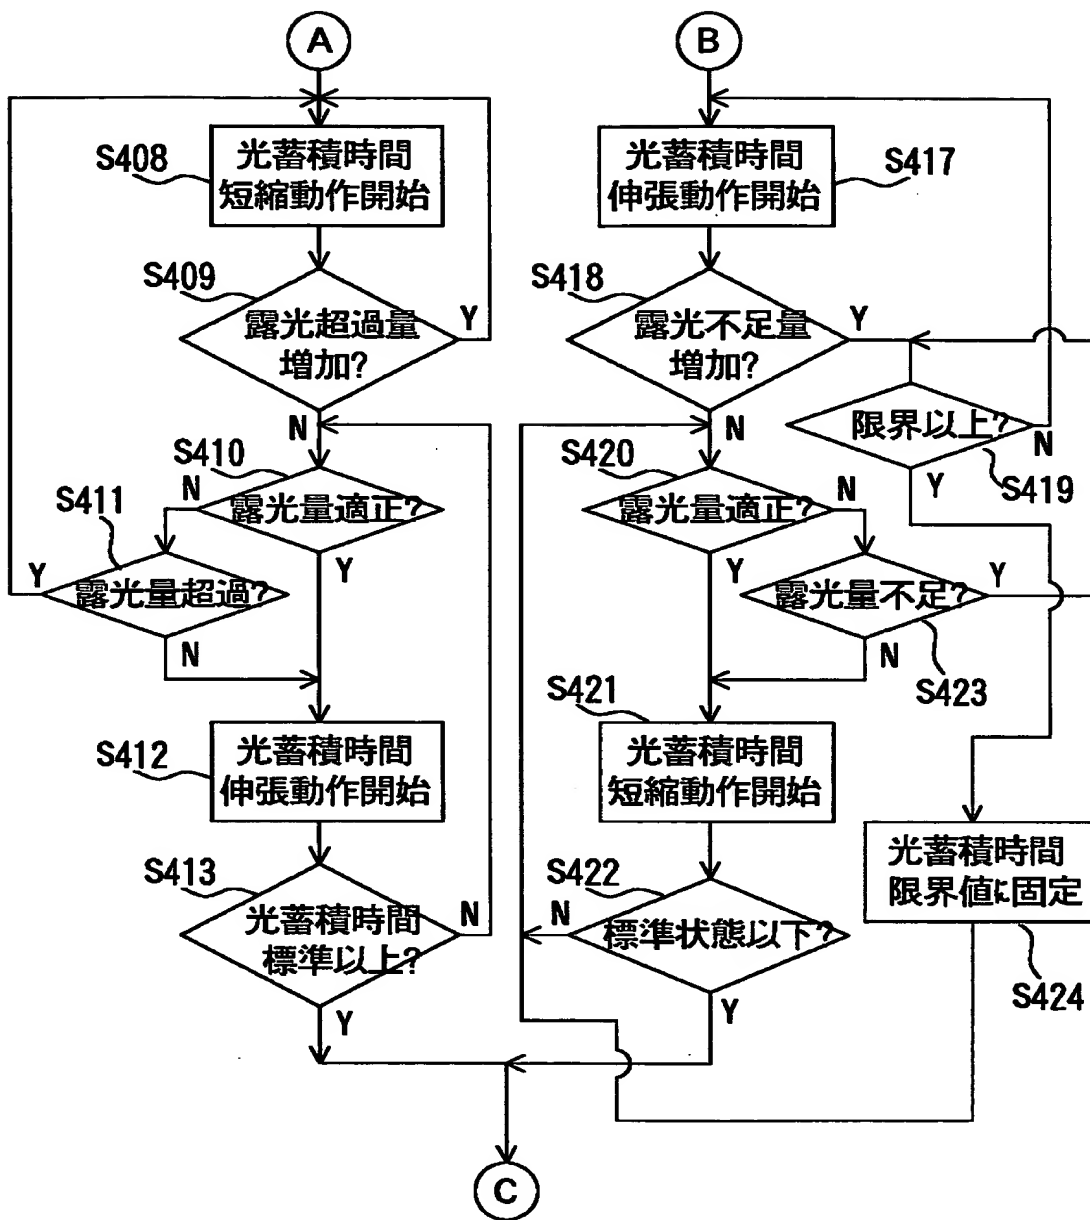 A
S408
光蓄積時間
短縮動作開始
S409
露光超過量
増加?
Y
N
S410
露光量適正?
N
Y
S411
露光量超過?
Y
N
S412
光蓄積時間
伸張動作開始
S413
光蓄積時間
標準以上?
N
Y
B
光蓄積時間
伸張動作開始
S417
S418
露光不足量
増加?
Y
N
限界以上?
N
Y
S419
S420
露光量適正?
N
Y
露光量不足?
Y
N
S423
S421
光蓄積時間
短縮動作開始
S422
標準状態以下?
N
Y
光蓄積時間
限界値に固定
S424
C